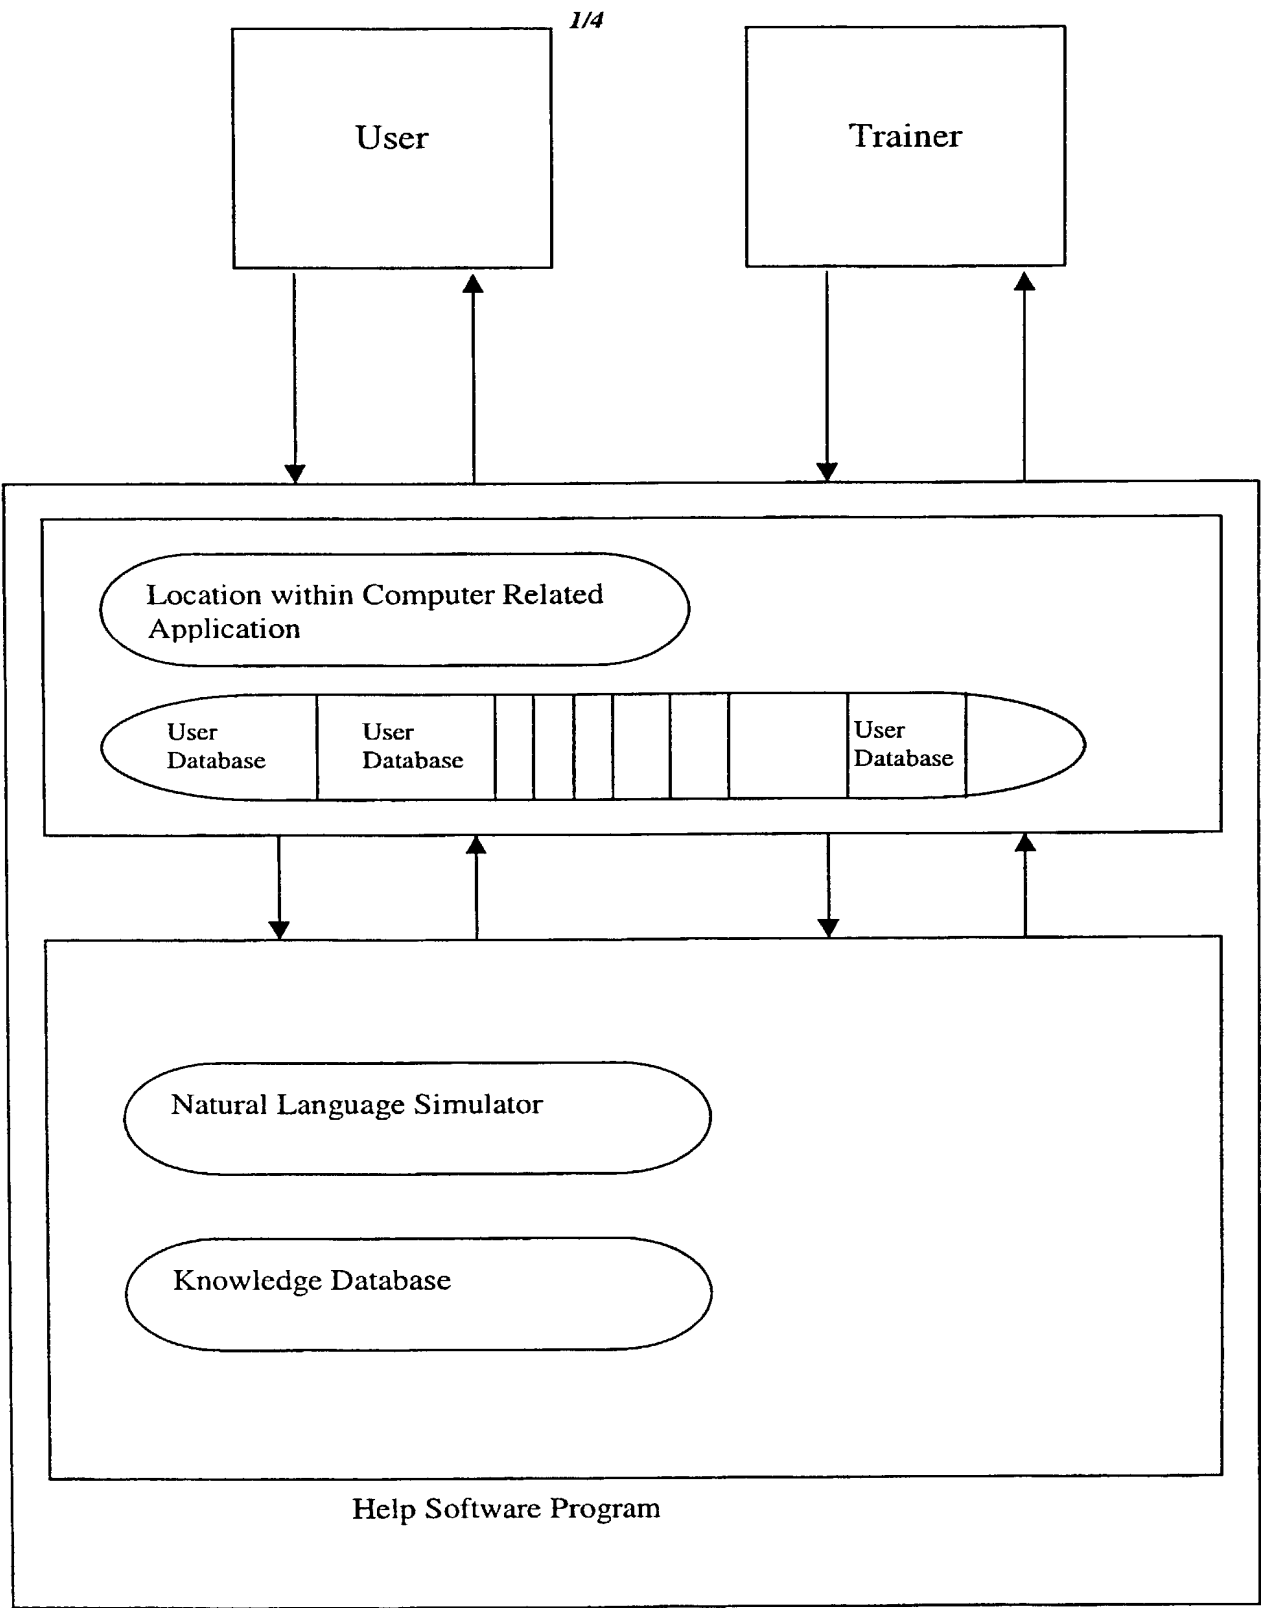 1/4
User
Trainer
Location within Computer Related
Application
User
Database
User
Database
User
Database
Natural Language Simulator
Knowledge Database
Help Software Program